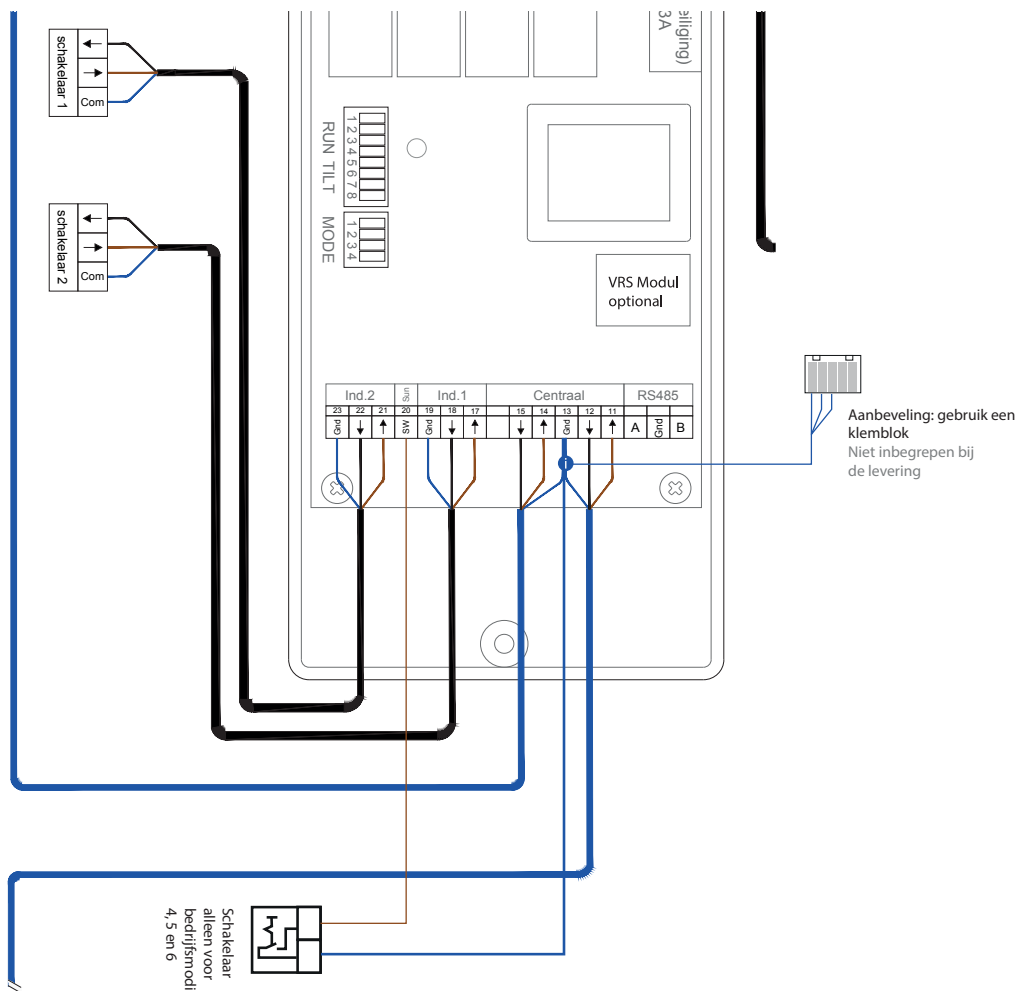 eiliging)
3A
schakelaar 1
←
→
Com
schakelaar 2
←
→
Com
1 2 3 4 5 6 7 8
RUN TILT
1 2 3 4
MODE
VRS Modul
optional
Ind.2
Sun
Ind.1
Centraal
RS485
23 22 21 20 19 18 17 15 14 13 12 11
Gnd ↓ ↑ SW Gnd ↓ ↑ ↓ ↑ Gnd ↓ ↑ A Gnd B
Aanbeveling: gebruik een
klemblok
Niet inbegrepen bij
de levering
Schakelaar
alleen voor
bedrijfsmodi
4, 5 en 6